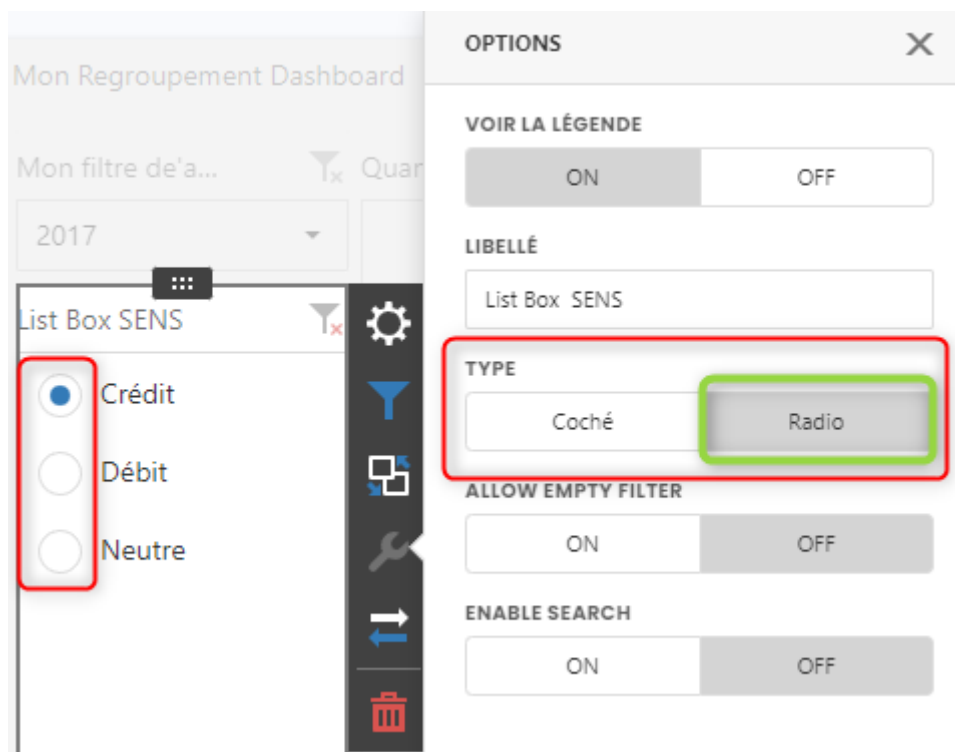 Mon Regroupement Dashboard
Mon filtre de'a...
Quar
2017
List Box SENS
Crédit
Débit
Neutre
OPTIONS
VOIR LA LÉGENDE
ON OFF
LIBELLÉ
List Box SENS
TYPE
Coché Radio
ALLOW EMPTY FILTER
ON OFF
ENABLE SEARCH
ON OFF